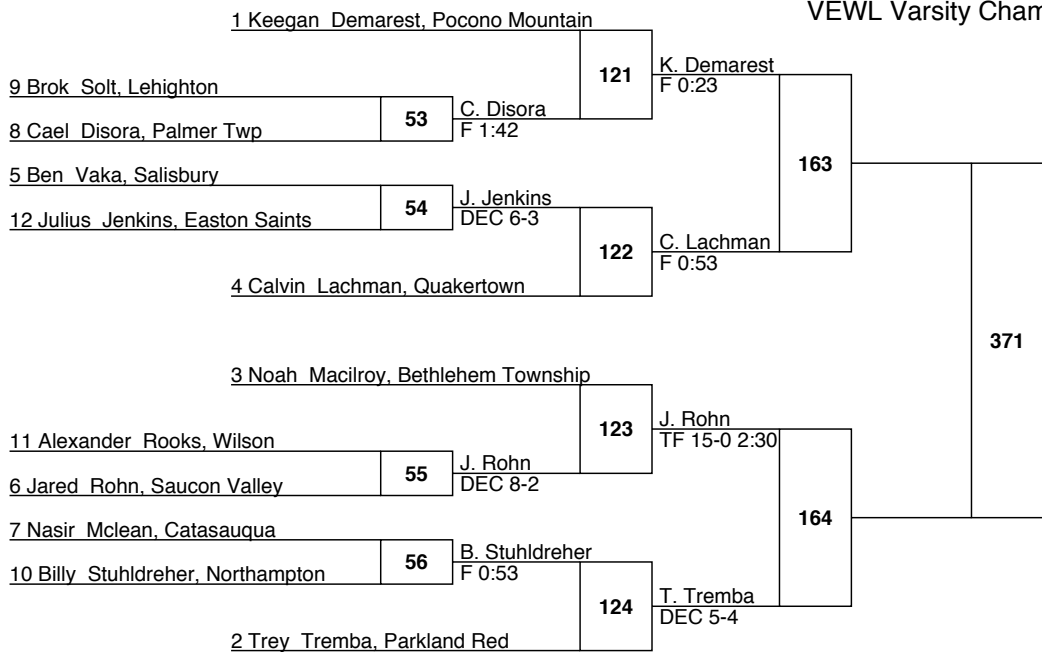 VEWL Varsity Cham
1 Keegan Demarest, Pocono Mountain
121
K. Demarest
F 0:23
9 Brok Solt, Lehighton
53
C. Disora
F 1:42
8 Cael Disora, Palmer Twp
163
5 Ben Vaka, Salisbury
54
J. Jenkins
DEC 6-3
12 Julius Jenkins, Easton Saints
122
C. Lachman
F 0:53
4 Calvin Lachman, Quakertown
371
3 Noah Macilroy, Bethlehem Township
123
J. Rohn
TF 15-0 2:30
11 Alexander Rooks, Wilson
55
J. Rohn
DEC 8-2
6 Jared Rohn, Saucon Valley
164
7 Nasir Mclean, Catasauqua
56
B. Stuhldreher
F 0:53
10 Billy Stuhldreher, Northampton
124
T. Tremba
DEC 5-4
2 Trey Tremba, Parkland Red